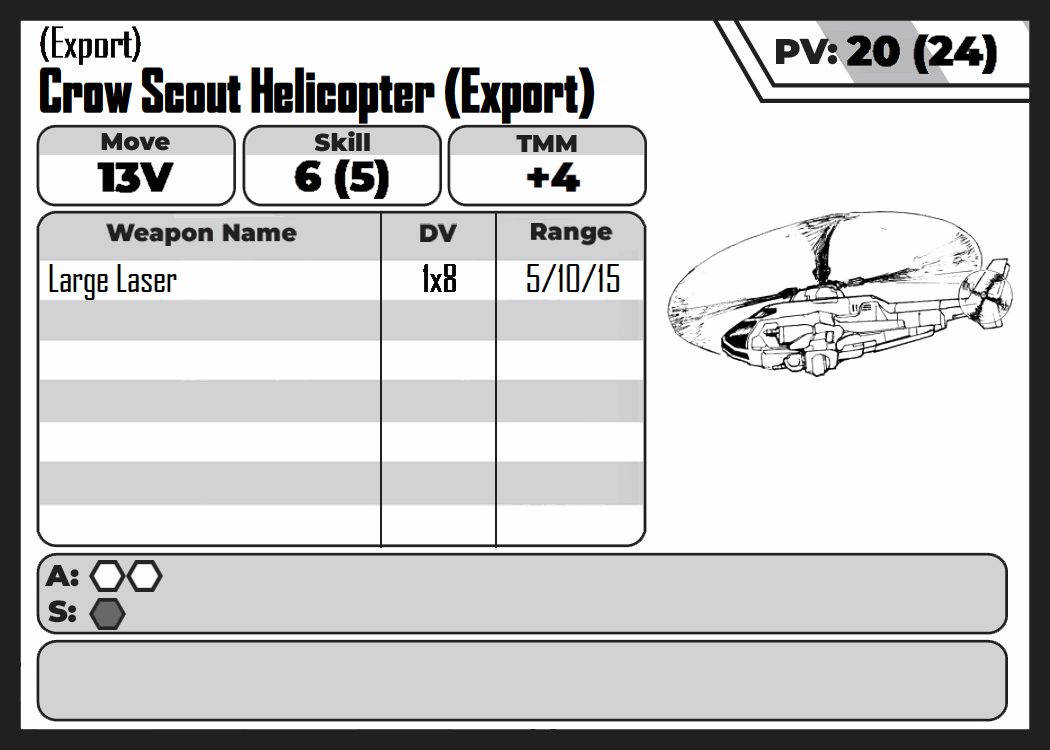 (Export)
PV: 20 (24)
Crow Scout Helicopter (Export)
Move Skill TMM
13V 6 (5) +4
Weapon Name DV Range
Large Laser 1x8 5/10/15
A:
S: